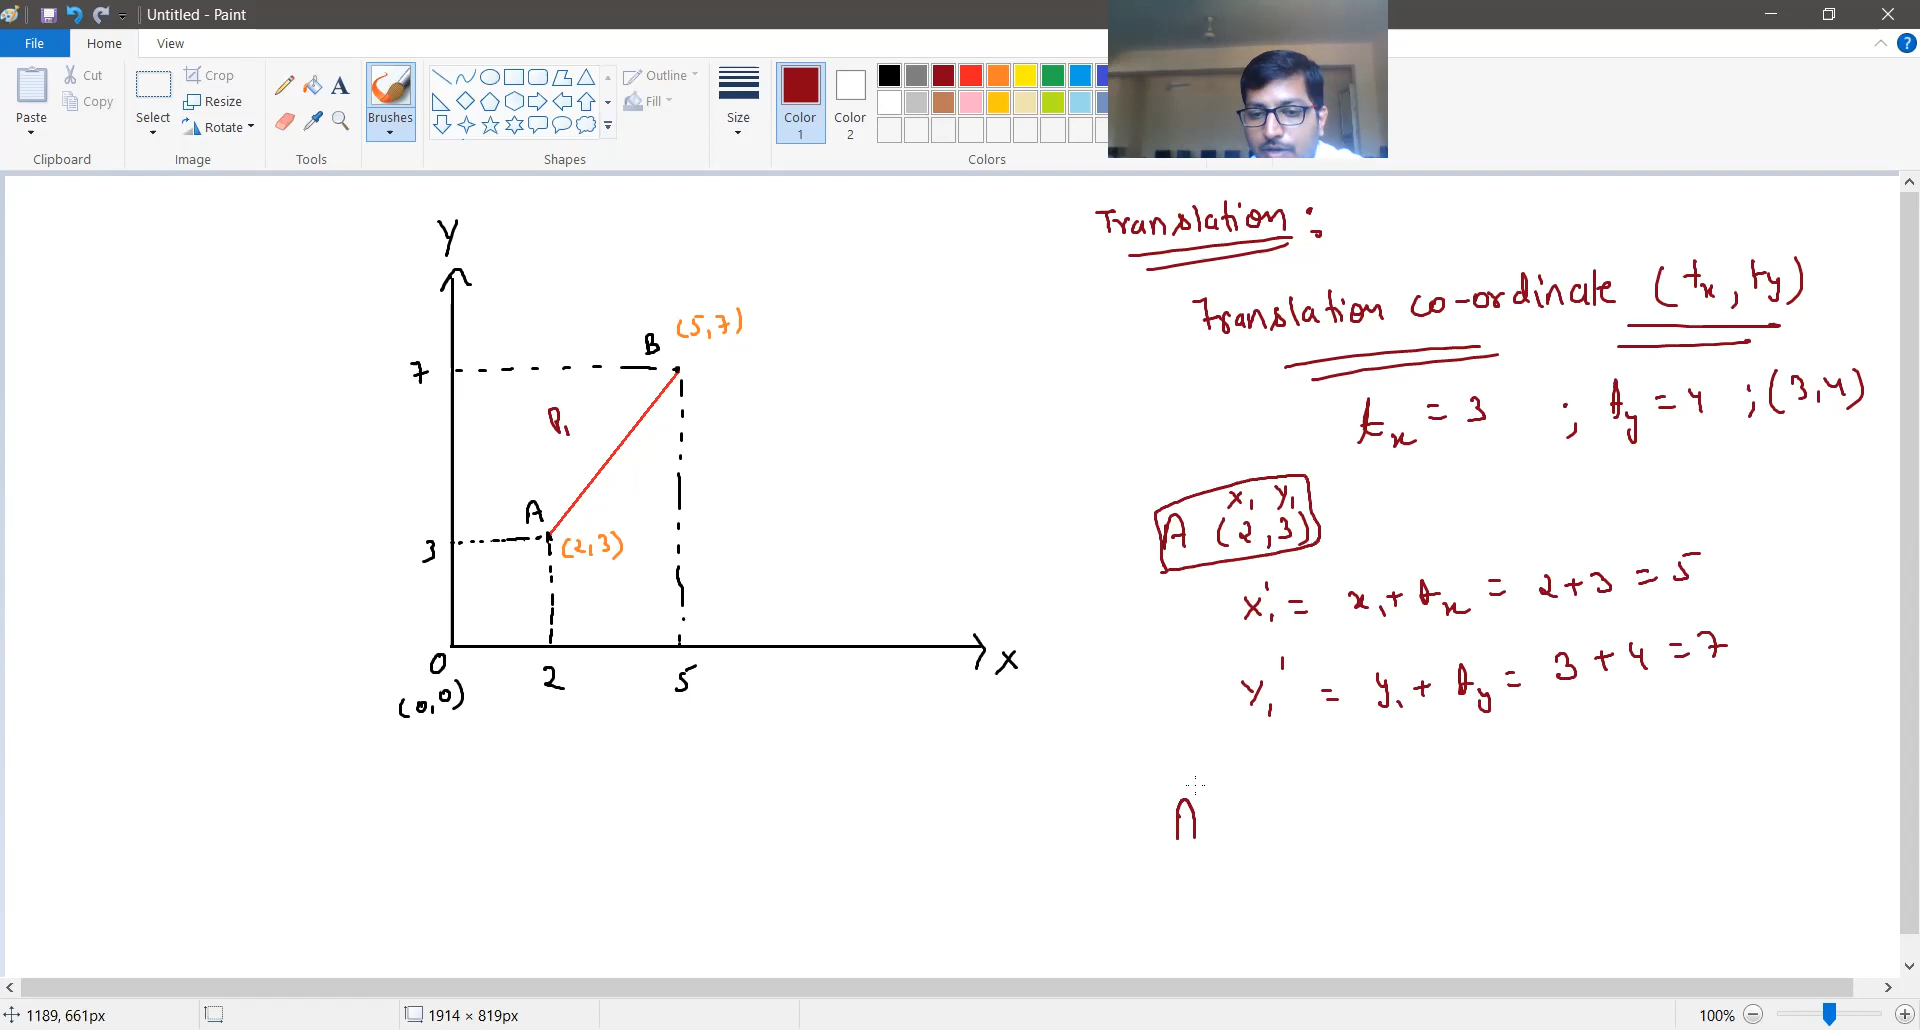 Untitled - Paint
File Home View
Cut
Copy
Paste
Clipboard
Crop
Resize
Rotate
Select
Image
Tools
Brushes
Outline
Fill
Shapes
Size
Color 1
Color 2
Colors
Y
7
B (5,7)
P₁
A
(2,3)
3
0
(0,0)
2
5
X
Translation :
Translation co-ordinate (tx, ty)
tx = 3 ; ty = 4 ; (3,4)
x₁ y₁
A (2,3)
x₁' = x₁ + tx = 2+3 = 5
y₁' = y₁ + ty = 3 + 4 = 7
1189, 661px
1914 × 819px
100%